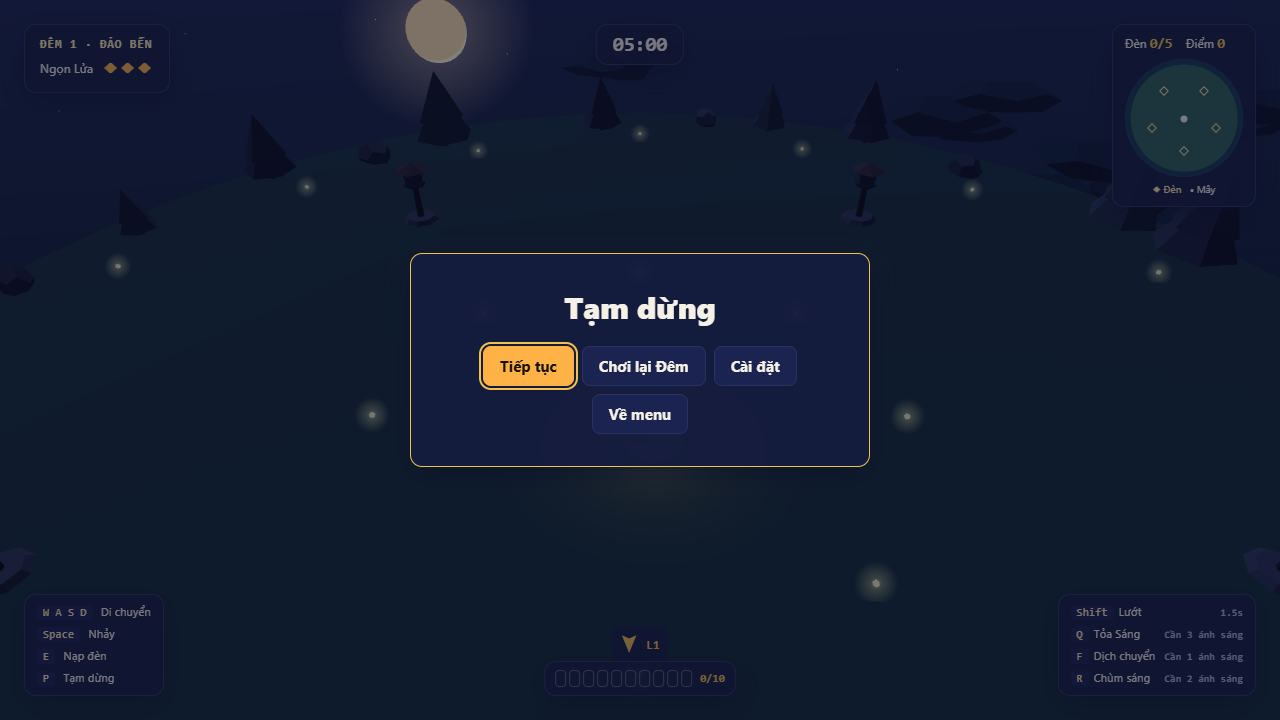 ĐÊM 1 · ĐẢO BẾN
Ngọn Lửa
05:00
Đèn 0/5 Điểm 0
Đèn Mây
Tạm dừng
Tiếp tục Chơi lại Đêm Cài đặt
Về menu
W A S D Di chuyển
Space Nhảy
E Nạp đèn
P Tạm dừng
L1
0/10
Shift Lướt 1.5s
Q Tỏa Sáng Cần 3 ánh sáng
F Dịch chuyển Cần 1 ánh sáng
R Chùm sáng Cần 2 ánh sáng